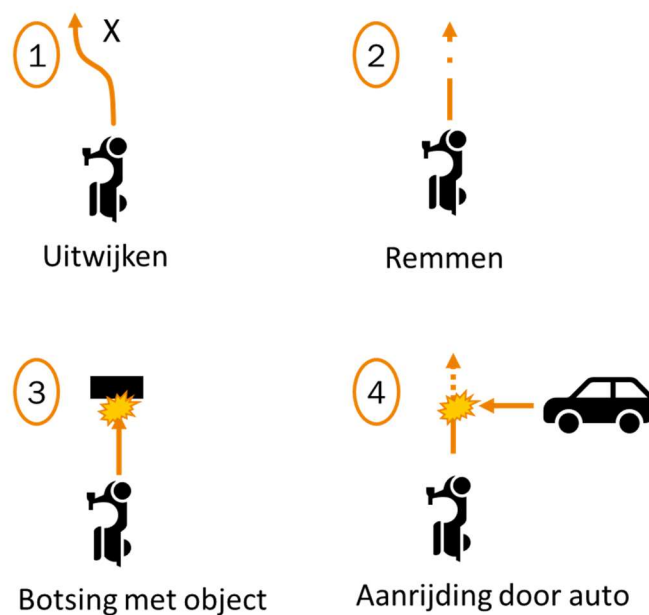 1
X
2
Uitwijken
Remmen
3
4
Botsing met object
Aanrijding door auto